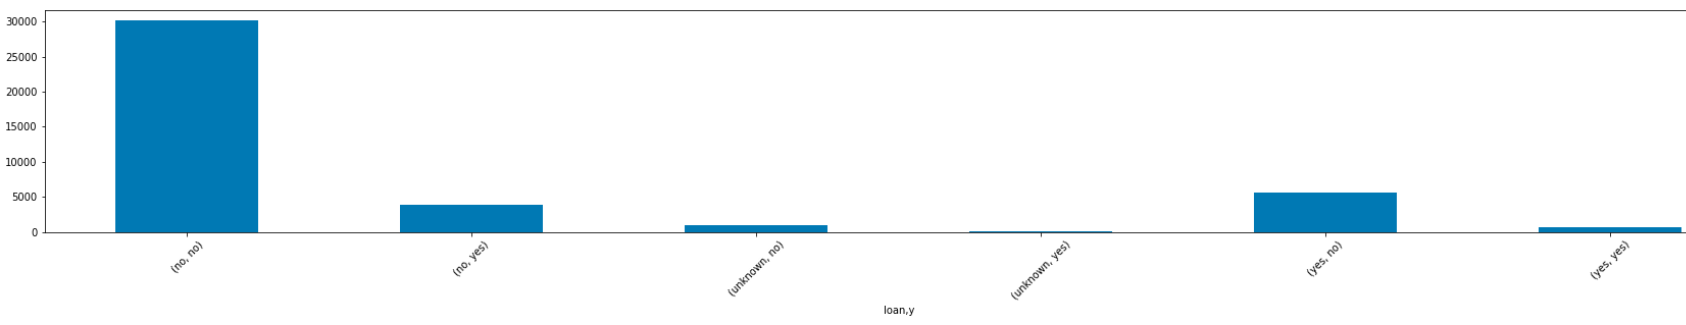 30000
25000
20000
15000
10000
5000
0
(no, no)
(no, yes)
(unknown, no)
(unknown, yes)
(yes, no)
(yes, yes)
loan,y